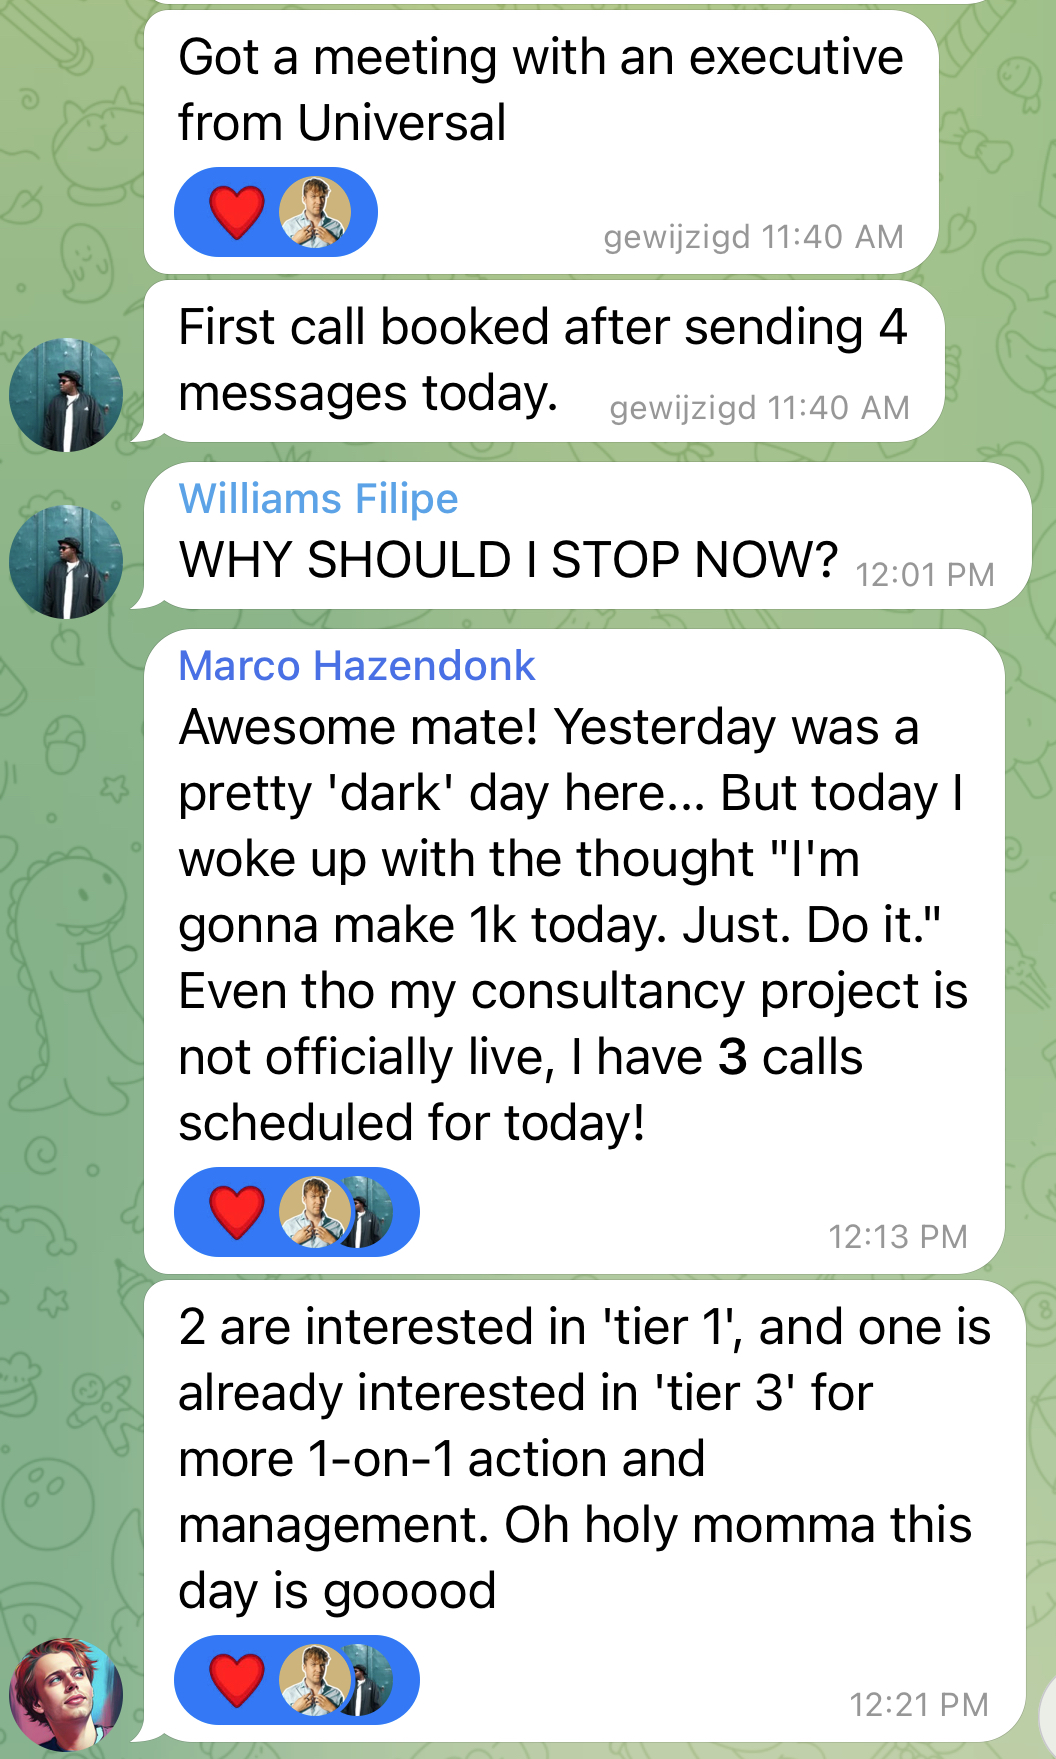 Got a meeting with an executive
from Universal
gewijzigd 11:40 AM
First call booked after sending 4
messages today.
gewijzigd 11:40 AM
Williams Filipe
WHY SHOULD I STOP NOW?
12:01 PM
Marco Hazendonk
Awesome mate! Yesterday was a
pretty 'dark' day here... But today I
woke up with the thought "I'm
gonna make 1k today. Just. Do it."
Even tho my consultancy project is
not officially live, I have 3 calls
scheduled for today!
12:13 PM
2 are interested in 'tier 1', and one is
already interested in 'tier 3' for
more 1-on-1 action and
management. Oh holy momma this
day is gooood
12:21 PM